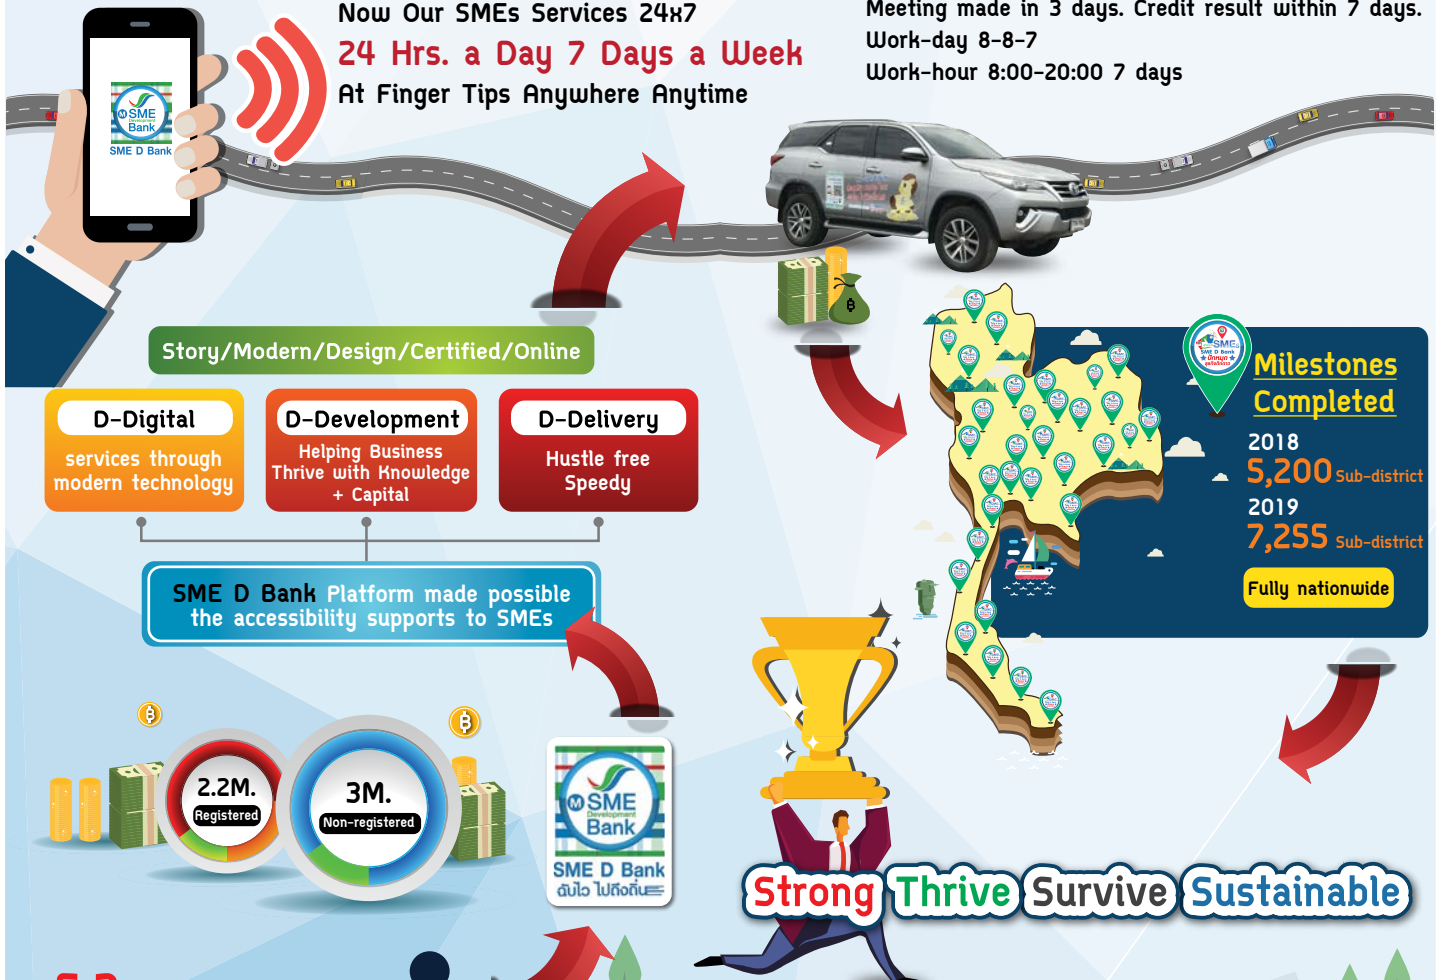 Now Our SMEs Services 24x7
24 Hrs. a Day 7 Days a Week
At Finger Tips Anywhere Anytime
Meeting made in 3 days. Credit result within 7 days.
Work-day 8-8-7
Work-hour 8:00-20:00 7 days
SME
Development
Bank
SME D Bank
Story/Modern/Design/Certified/Online
D-Digital
services through
modern technology
D-Development
Helping Business
Thrive with Knowledge
+ Capital
D-Delivery
Hustle free
Speedy
SME D Bank Platform made possible
the accessibility supports to SMEs
SMEs
SME D Bank
Milestones
Completed
2018
5,200 Sub-district
2019
7,255 Sub-district
Fully nationwide
2.2M.
Registered
3M.
Non-registered
SME
Development
Bank
SME D Bank
ฉับไว ไปถึงถิ่น
Strong Thrive Survive Sustainable